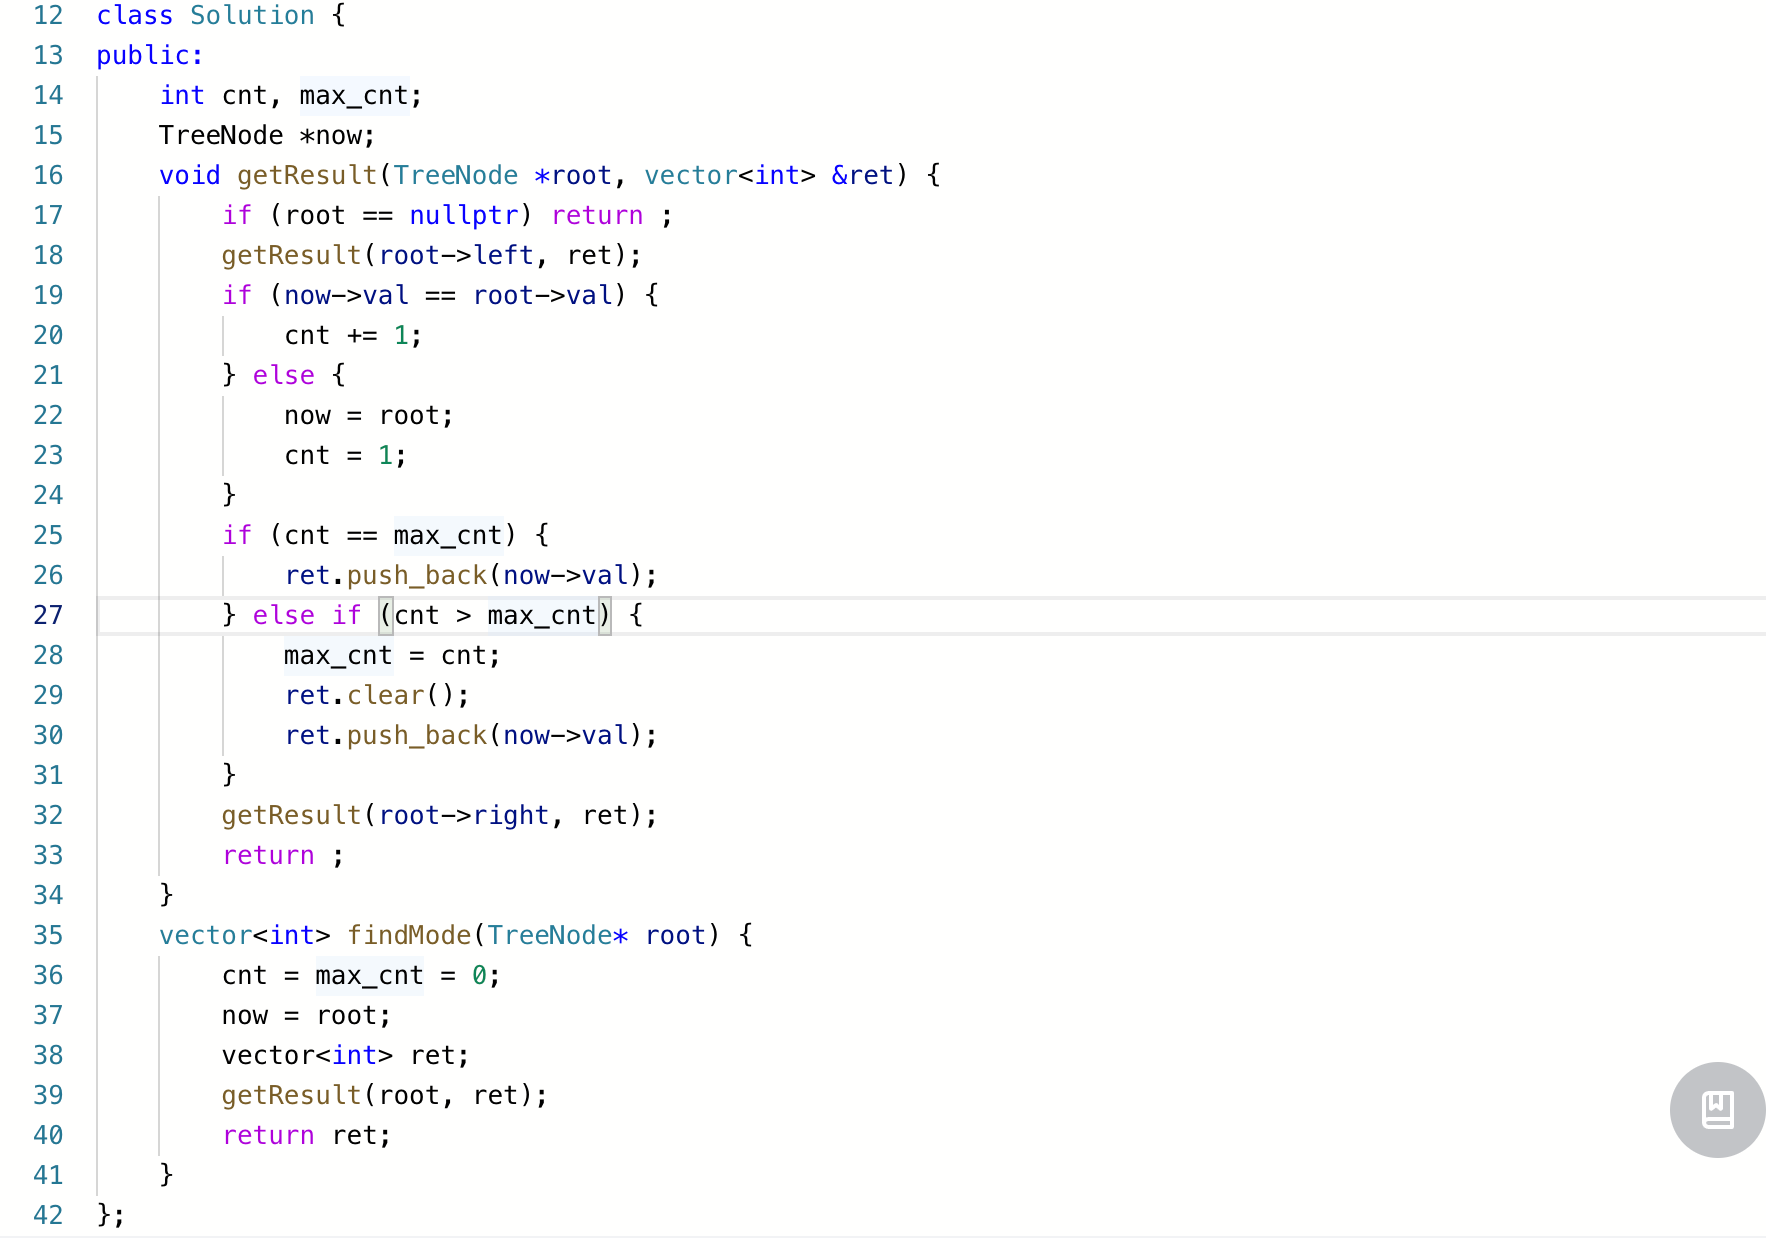 12 class Solution {
13 public:
14     int cnt, max_cnt;
15     TreeNode *now;
16     void getResult(TreeNode *root, vector<int> &ret) {
17         if (root == nullptr) return ;
18         getResult(root->left, ret);
19         if (now->val == root->val) {
20             cnt += 1;
21         } else {
22             now = root;
23             cnt = 1;
24         }
25         if (cnt == max_cnt) {
26             ret.push_back(now->val);
27         } else if (cnt > max_cnt) {
28             max_cnt = cnt;
29             ret.clear();
30             ret.push_back(now->val);
31         }
32         getResult(root->right, ret);
33         return ;
34     }
35     vector<int> findMode(TreeNode* root) {
36         cnt = max_cnt = 0;
37         now = root;
38         vector<int> ret;
39         getResult(root, ret);
40         return ret;
41     }
42 };